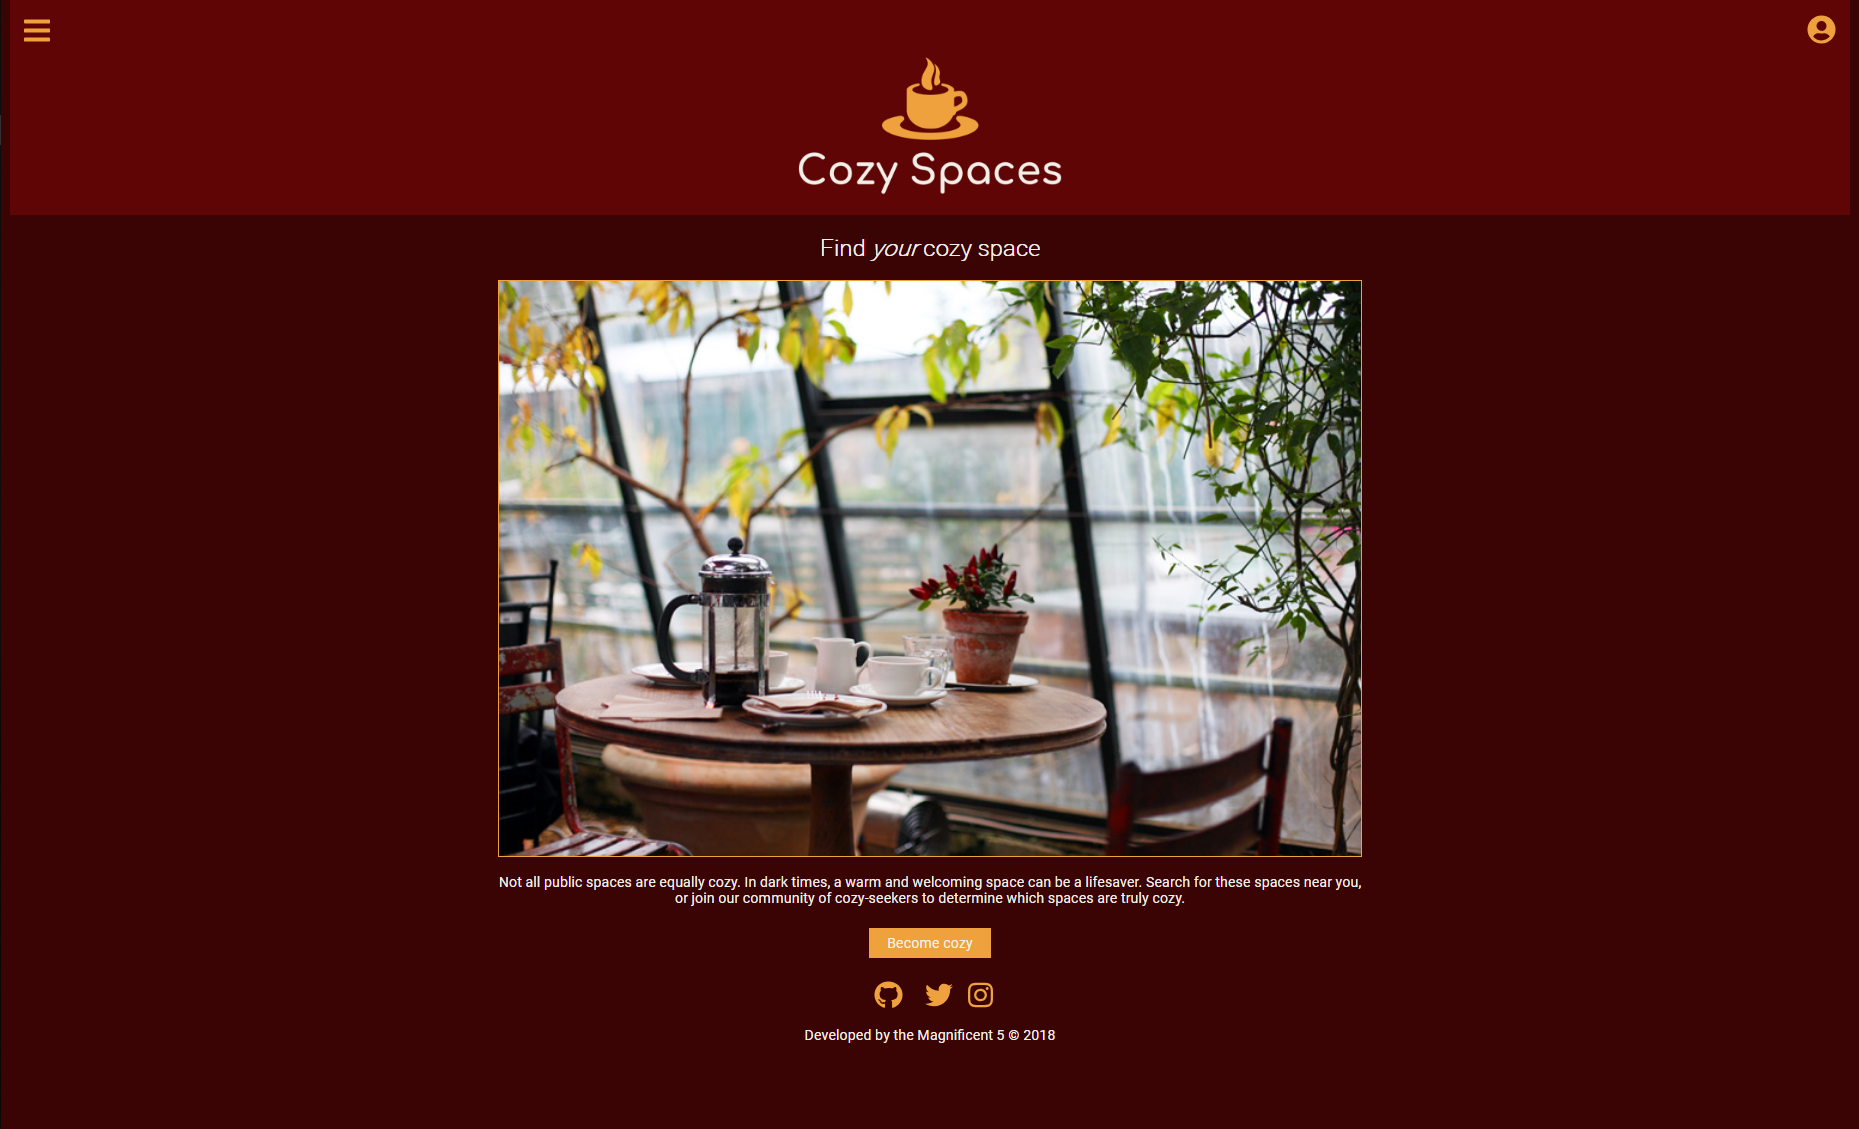 Cozy Spaces
Find your cozy space
Not all public spaces are equally cozy. In dark times, a warm and welcoming space can be a lifesaver. Search for these spaces near you,
or join our community of cozy-seekers to determine which spaces are truly cozy.
Become cozy
Developed by the Magnificent 5 © 2018